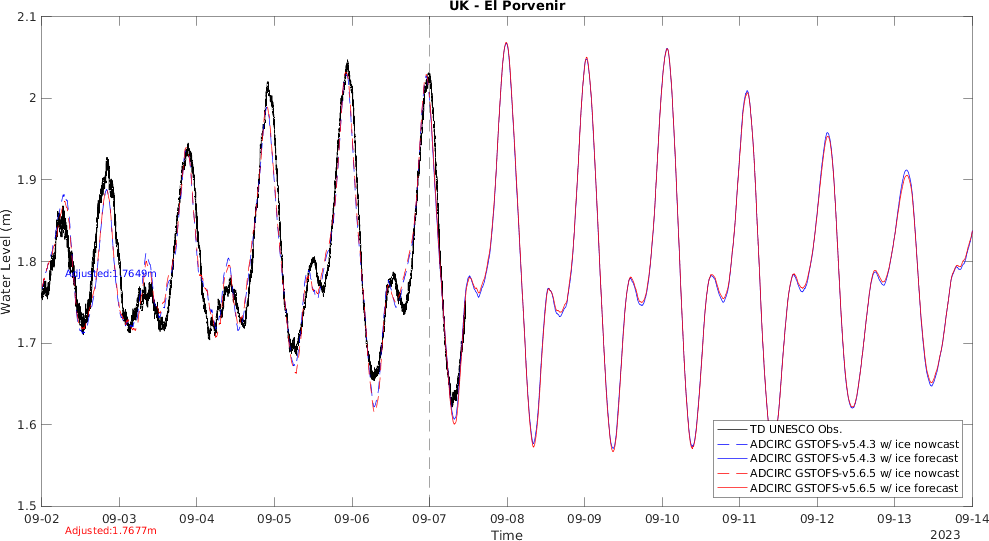 UK - El Porvenir
2.1
2
1.9
1.8
1.7
1.6
1.5
Water Level (m)
Adjusted:1.7649m
TD UNESCO Obs.
ADCIRC GSTOFS-v5.4.3 w/ ice nowcast
ADCIRC GSTOFS-v5.4.3 w/ ice forecast
ADCIRC GSTOFS-v5.6.5 w/ ice nowcast
ADCIRC GSTOFS-v5.6.5 w/ ice forecast
09-02 09-03 09-04 09-05 09-06 09-07 09-08 09-09 09-10 09-11 09-12 09-13 09-14
Adjusted:1.7677m
Time
2023